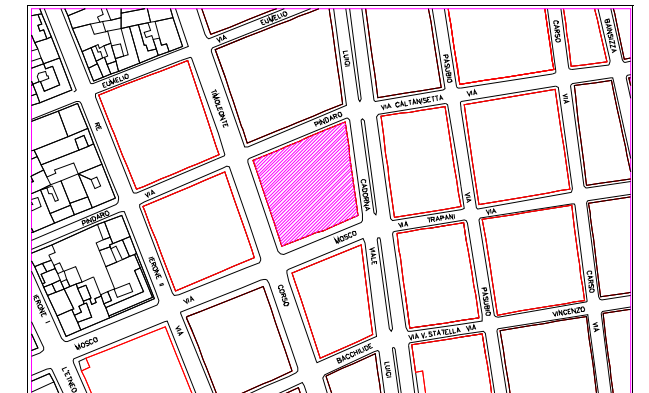 EUMELIO
VIA
LUIGI
PASUBIO
CARSO
BAINSIZZA
EUMELIO
TIMOLEONTE
VIA CALTANISETTA
VIA
VIA
RE
PINDARO
VIA
CADORNA
VIA
PINDARO
VIA
TRAPANI
VIA
MOSCO
VIALE
IERONE II
CORSO
CARSO
IERONE I
VIA
PASUBIO
VINCENZO
MOSCO
VIA
VIA V. STATELLA
VIA
VIA
BACCHILIDE
LUIGI
L'ETNEO